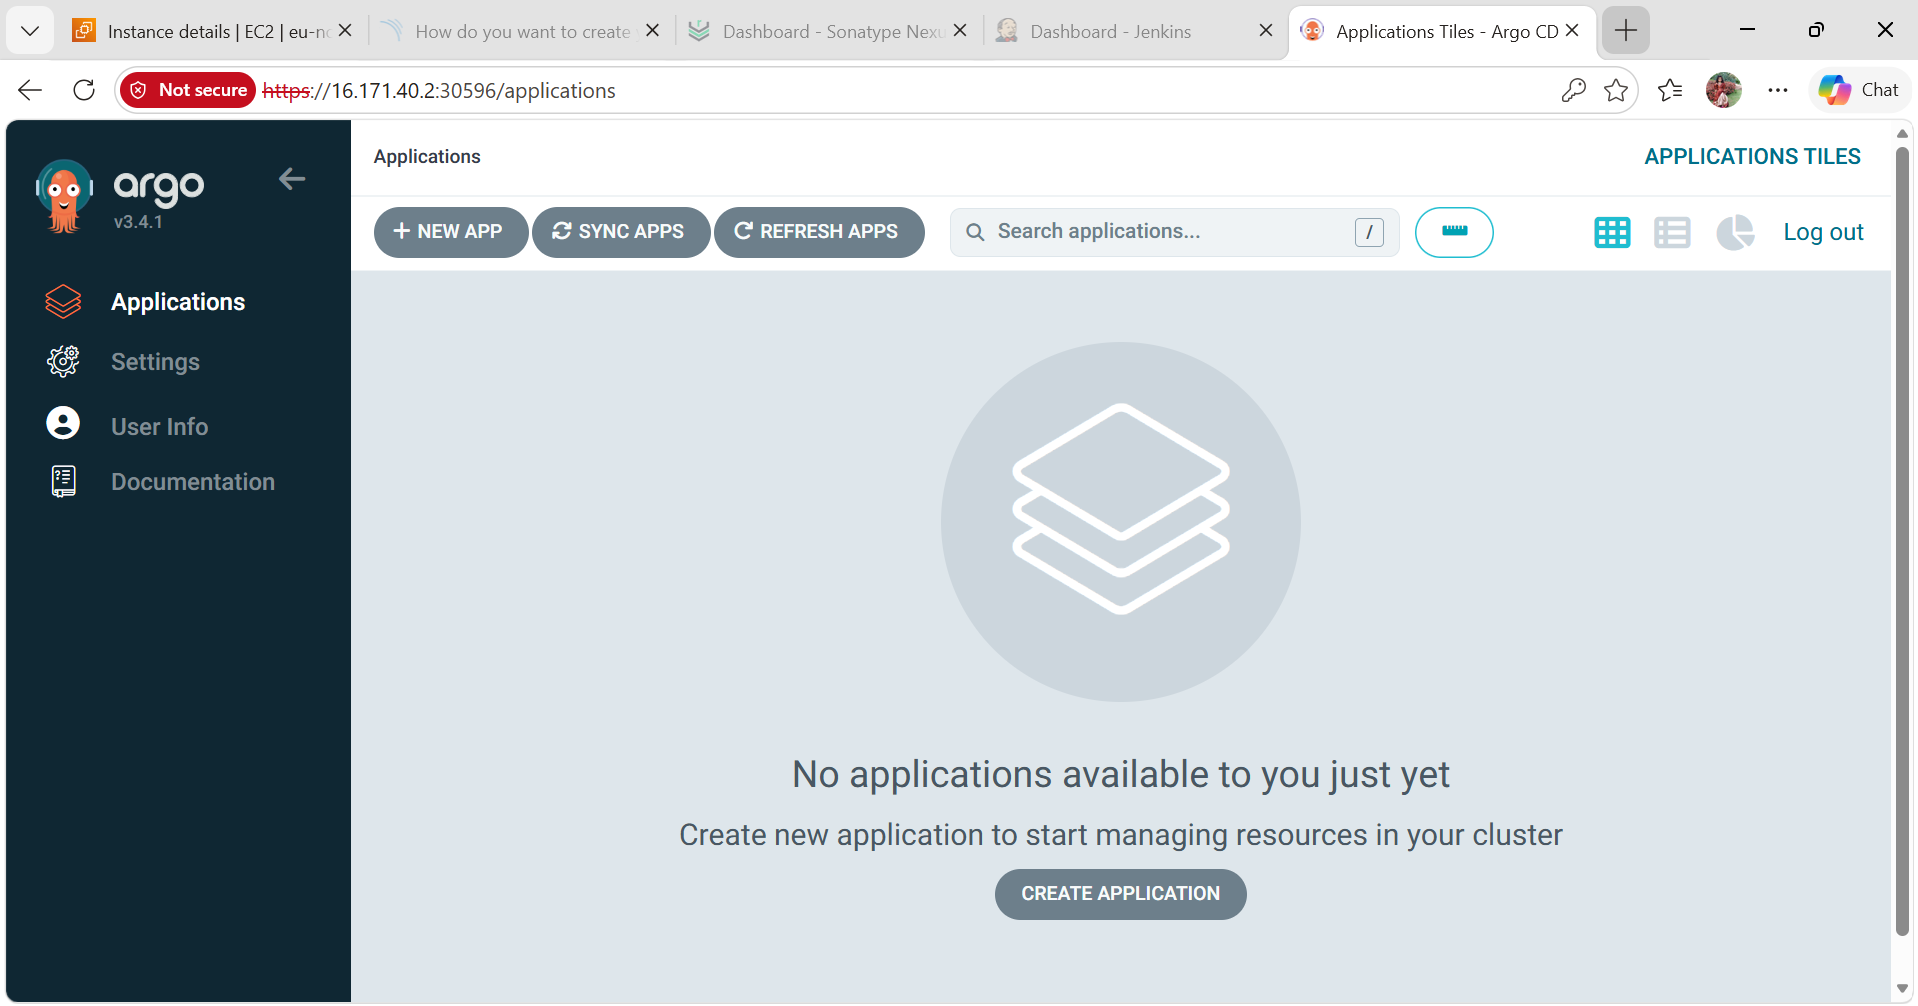 Instance details | EC2 | eu-no
How do you want to create
Dashboard - Sonatype Nexu
Dashboard - Jenkins
Applications Tiles - Argo CD
Not secure https://16.171.40.2:30596/applications
Chat
argo
v3.4.1
Applications
Settings
User Info
Documentation
Applications
APPLICATIONS TILES
NEW APP
SYNC APPS
REFRESH APPS
Search applications...
/
Log out
No applications available to you just yet
Create new application to start managing resources in your cluster
CREATE APPLICATION